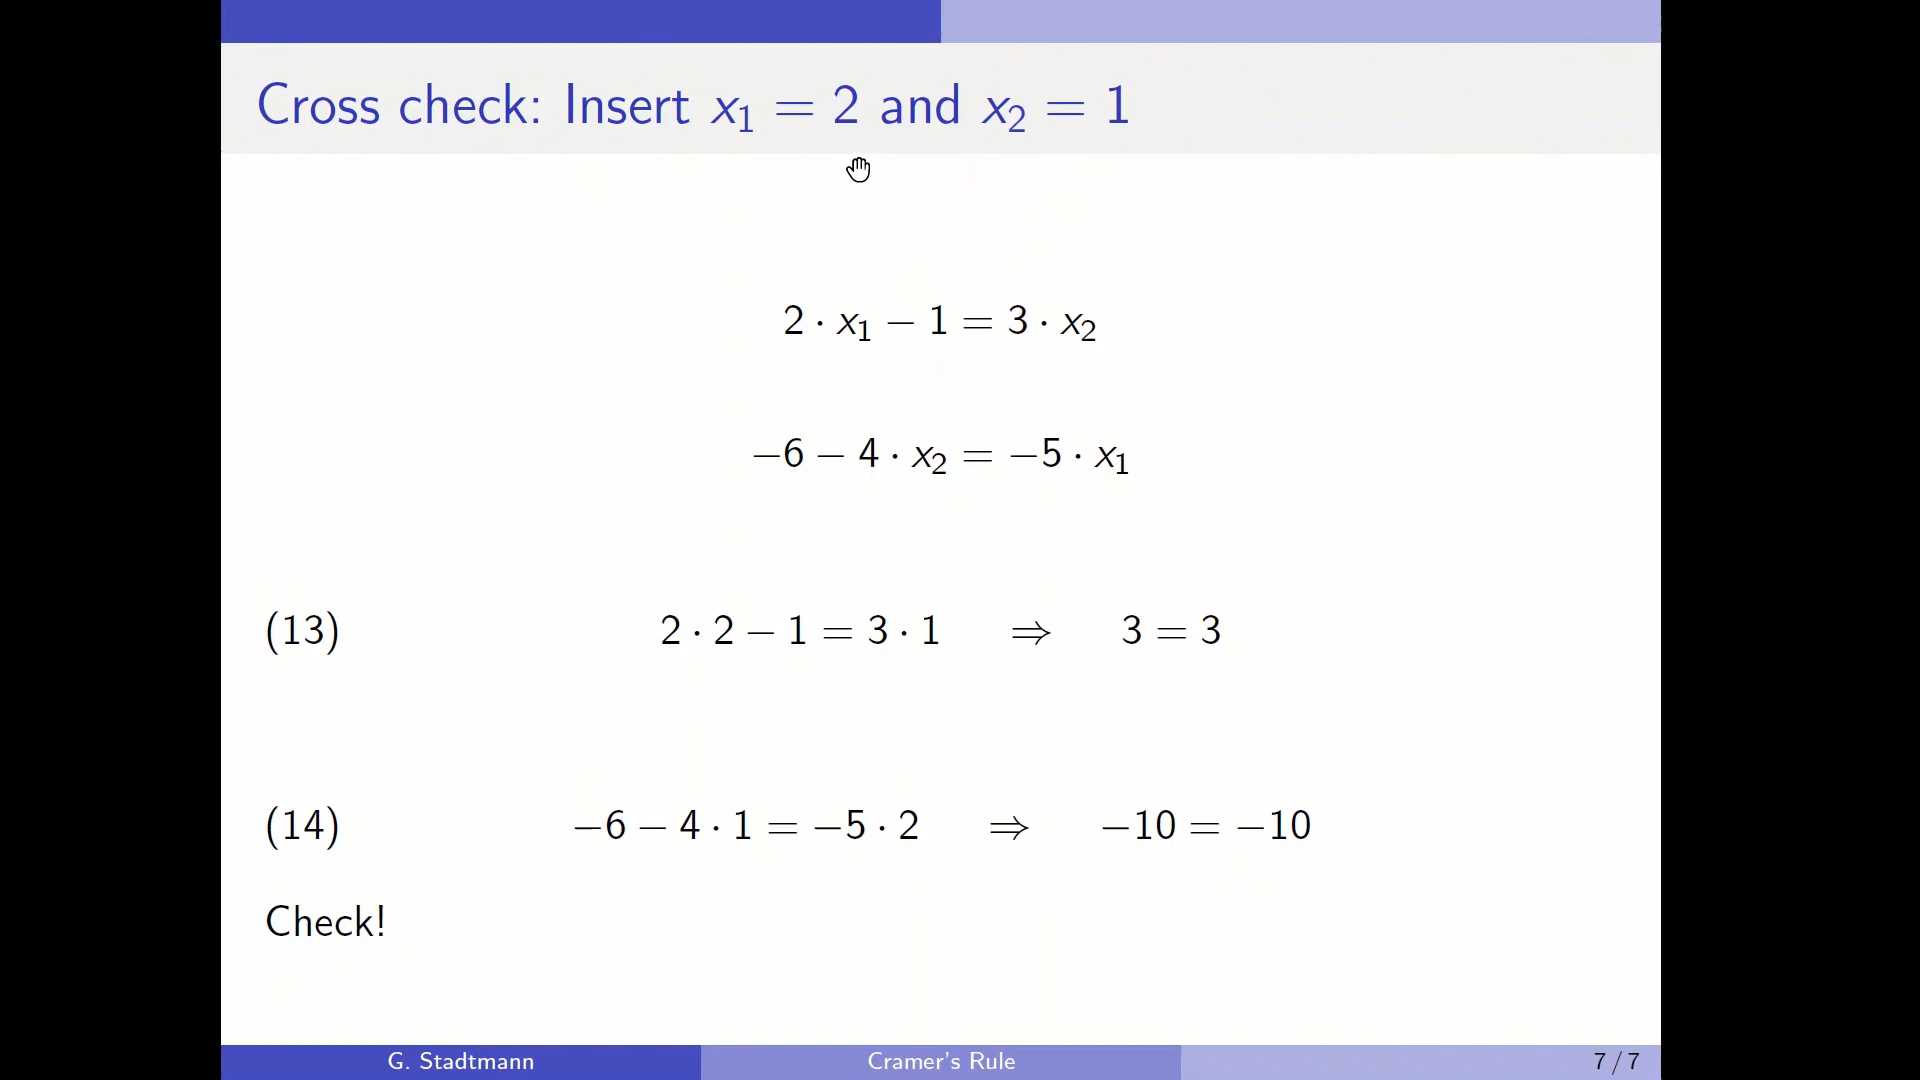 Cross check: Insert x₁ = 2 and x₂ = 1
2 · x₁ − 1 = 3 · x₂
−6 − 4 · x₂ = −5 · x₁
(13) 2 · 2 − 1 = 3 · 1 ⇒ 3 = 3
(14) −6 − 4 · 1 = −5 · 2 ⇒ −10 = −10
Check!
G. Stadtmann Cramer's Rule 7 / 7